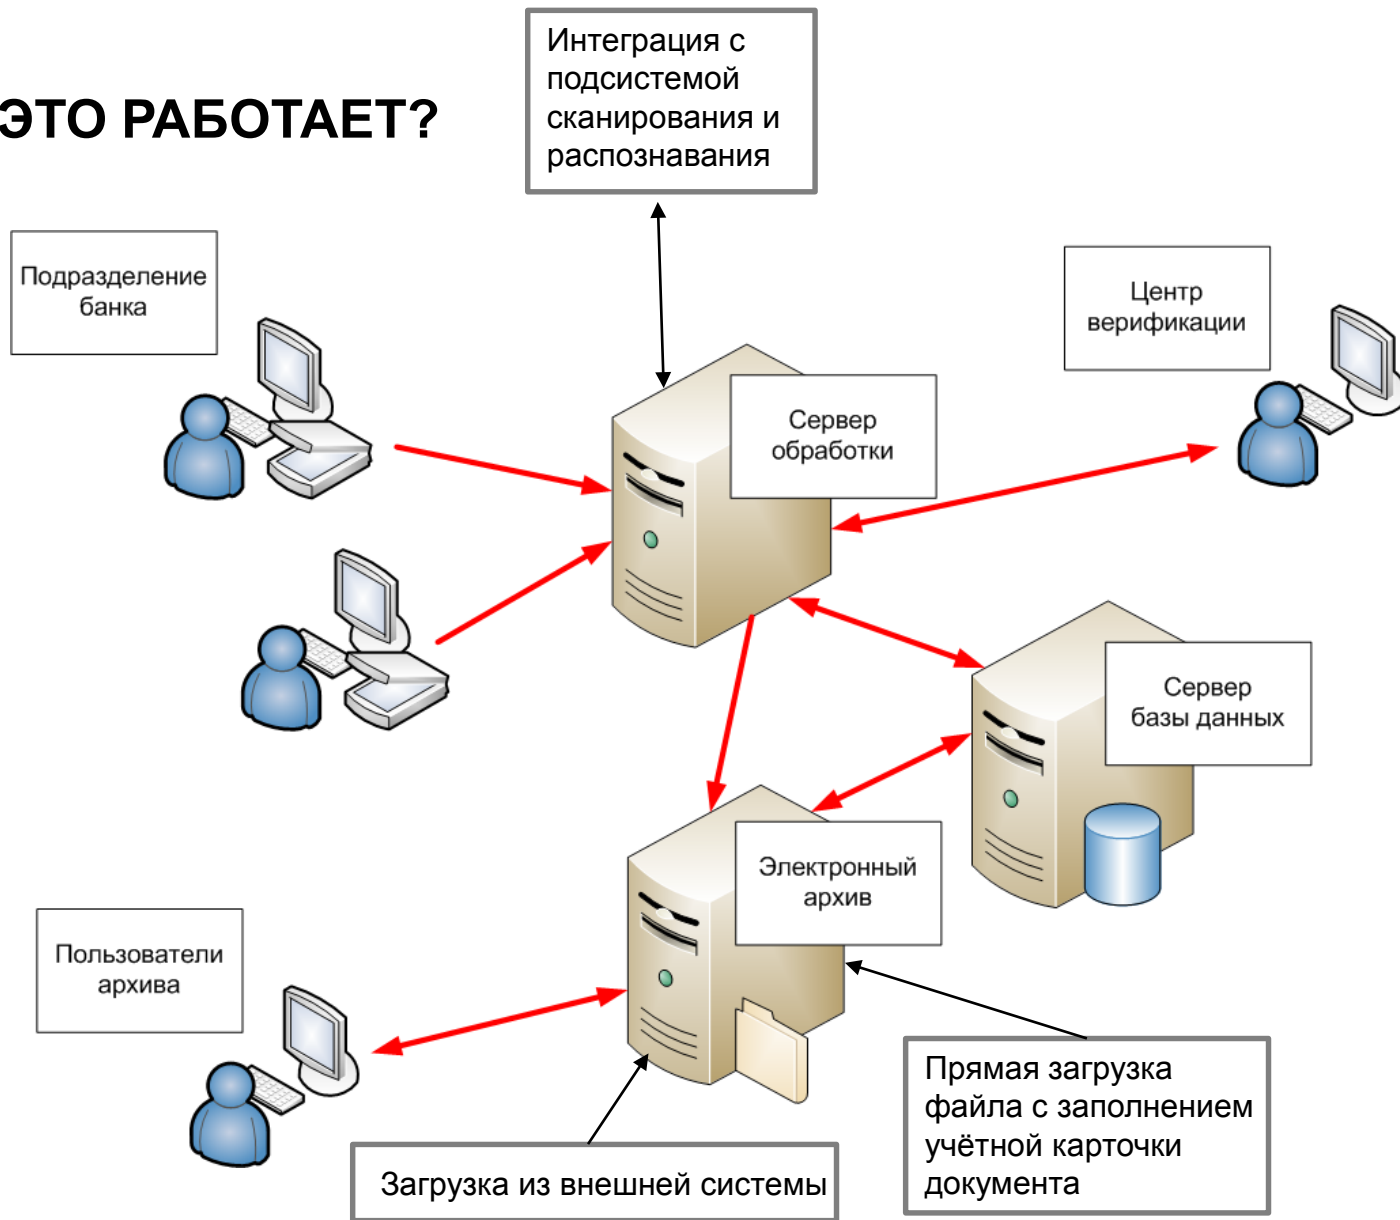 Интеграция с
подсистемой
сканирования и
распознавания
ЭТО РАБОТАЕТ?
Подразделение
банка
Центр
верификации
Сервер
обработки
Сервер
базы данных
Электронный
архив
Пользователи
архива
Прямая загрузка
файла с заполнением
учётной карточки
документа
Загрузка из внешней системы